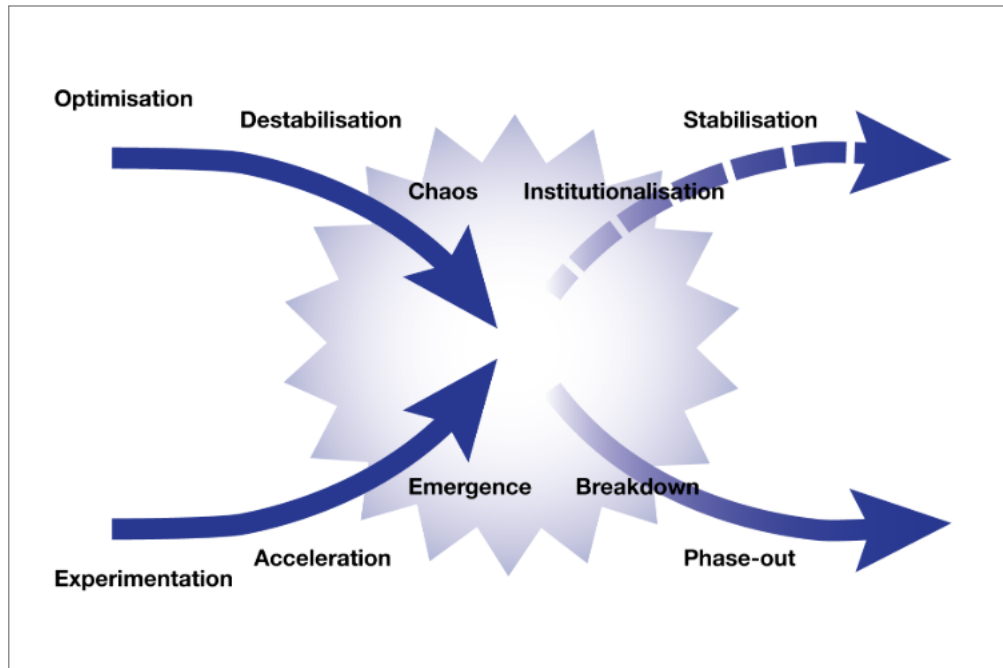 Optimisation
Destabilisation
Stabilisation
Chaos
Institutionalisation
Emergence
Breakdown
Acceleration
Phase-out
Experimentation